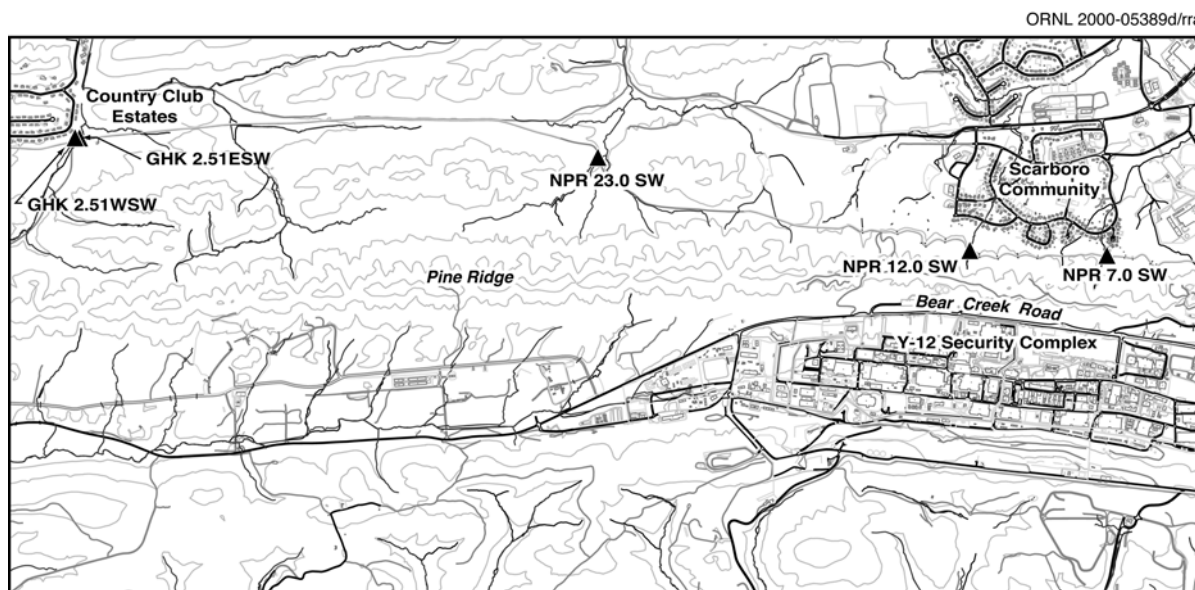 ORNL 2000-05389d/rra
Country Club
Estates
GHK 2.51ESW
GHK 2.51WSW
NPR 23.0 SW
Scarboro
Community
NPR 12.0 SW
NPR 7.0 SW
Pine Ridge
Bear Creek Road
Y-12 Security Complex